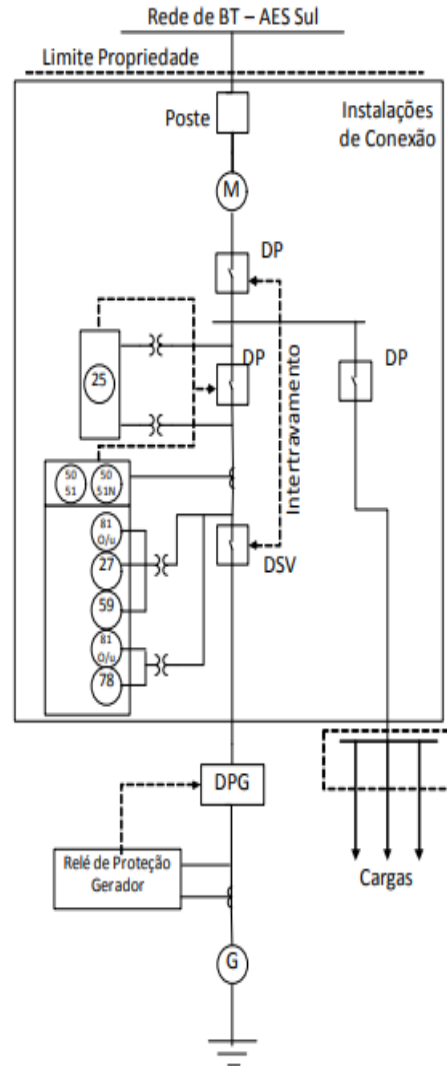 Rede de BT – AES Sul
Limite Propriedade
Instalações
de Conexão
Poste
M
DP
DP
DP
25
Intertravamento
50
51
50
51N
81
O/u
27
59
81
O/u
78
DSV
DPG
Relé de Proteção
Gerador
Cargas
G